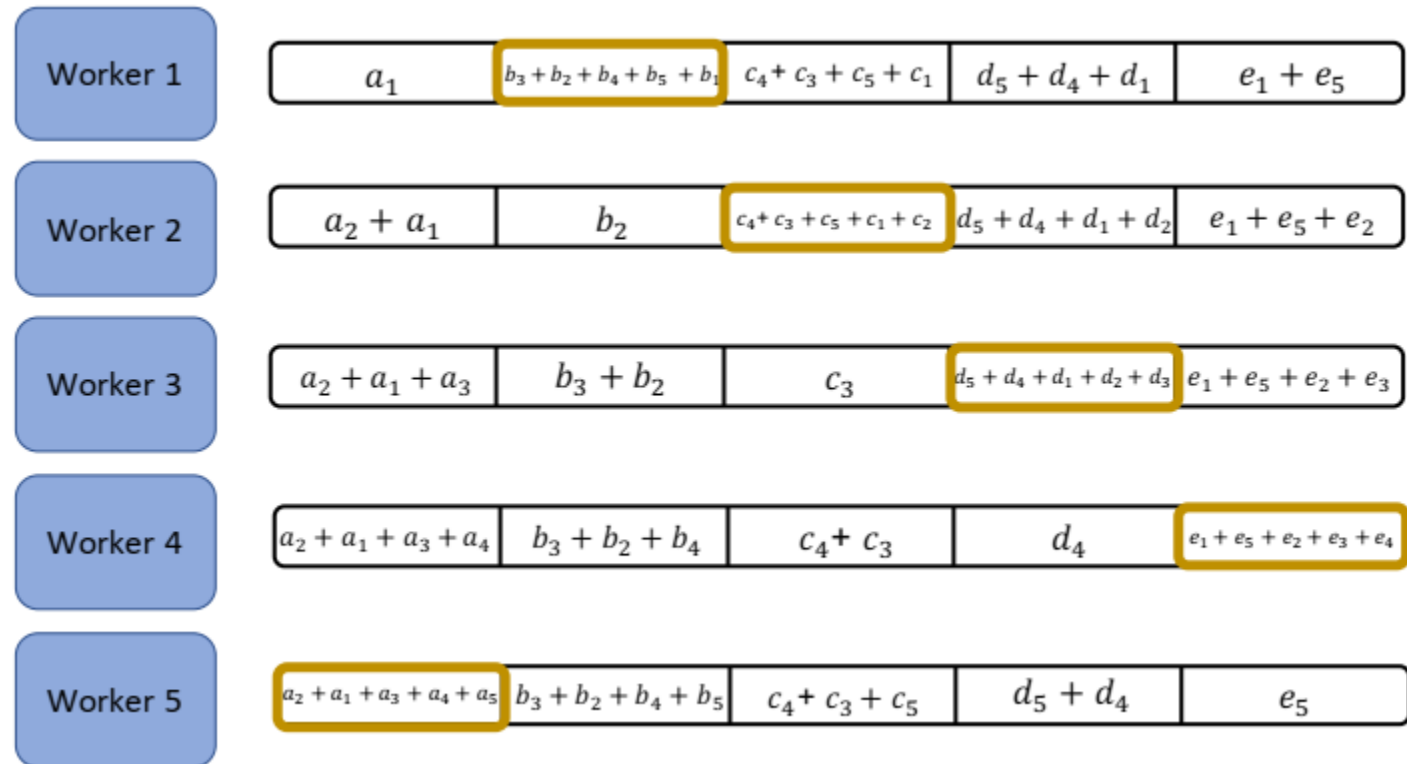 Worker 1 a₁ b₃ + b₂ + b₄ + b₅ + b₁ c₄+ c₃ + c₅ + c₁ d₅ + d₄ + d₁ e₁ + e₅
Worker 2 a₂ + a₁ b₂ c₄+ c₃ + c₅ + c₁ + c₂ d₅ + d₄ + d₁ + d₂ e₁ + e₅ + e₂
Worker 3 a₂ + a₁ + a₃ b₃ + b₂ c₃ d₅ + d₄ + d₁ + d₂ + d₃ e₁ + e₅ + e₂ + e₃
Worker 4 a₂ + a₁ + a₃ + a₄ b₃ + b₂ + b₄ c₄+ c₃ d₄ e₁ + e₅ + e₂ + e₃ + e₄
Worker 5 a₂ + a₁ + a₃ + a₄ + a₅ b₃ + b₂ + b₄ + b₅ c₄+ c₃ + c₅ d₅ + d₄ e₅